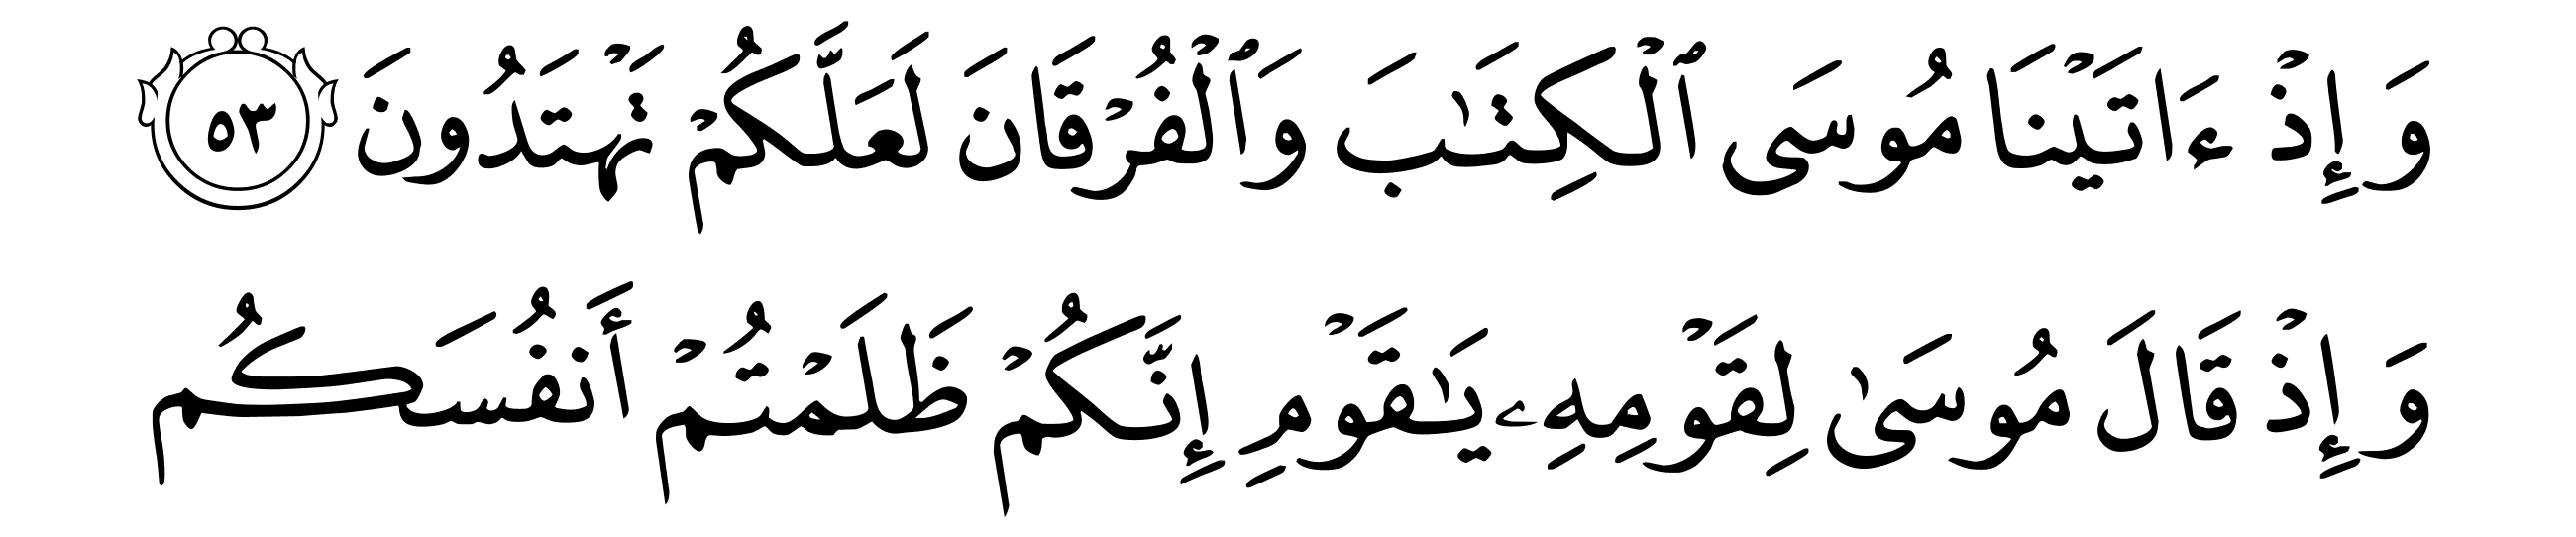 وَإِذْ ءَاتَيْنَا مُوسَى ٱلْكِتَـٰبَ وَٱلْفُرْقَانَ لَعَلَّكُمْ تَهْتَدُونَ ٥٣
وَإِذْ قَالَ مُوسَىٰ لِقَوْمِهِۦ يَـٰقَوْمِ إِنَّكُمْ ظَلَمْتُمْ أَنفُسَكُم